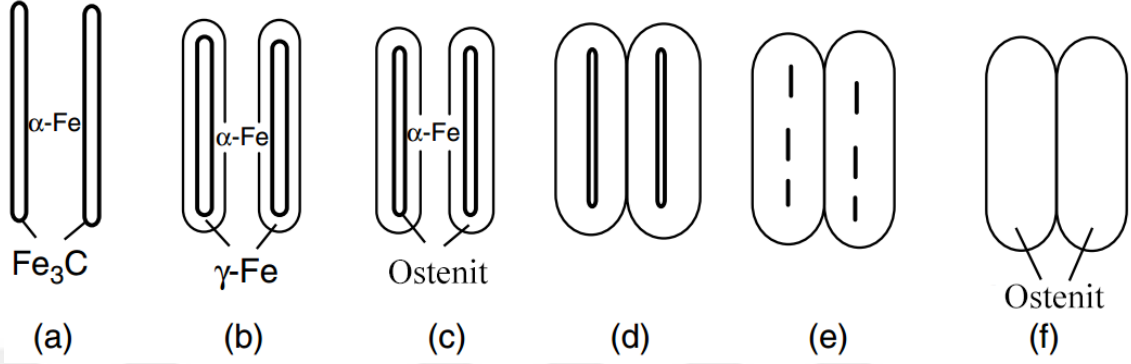 α-Fe
α-Fe
α-Fe
Fe₃C
γ-Fe
Ostenit
Ostenit
(a)
(b)
(c)
(d)
(e)
(f)